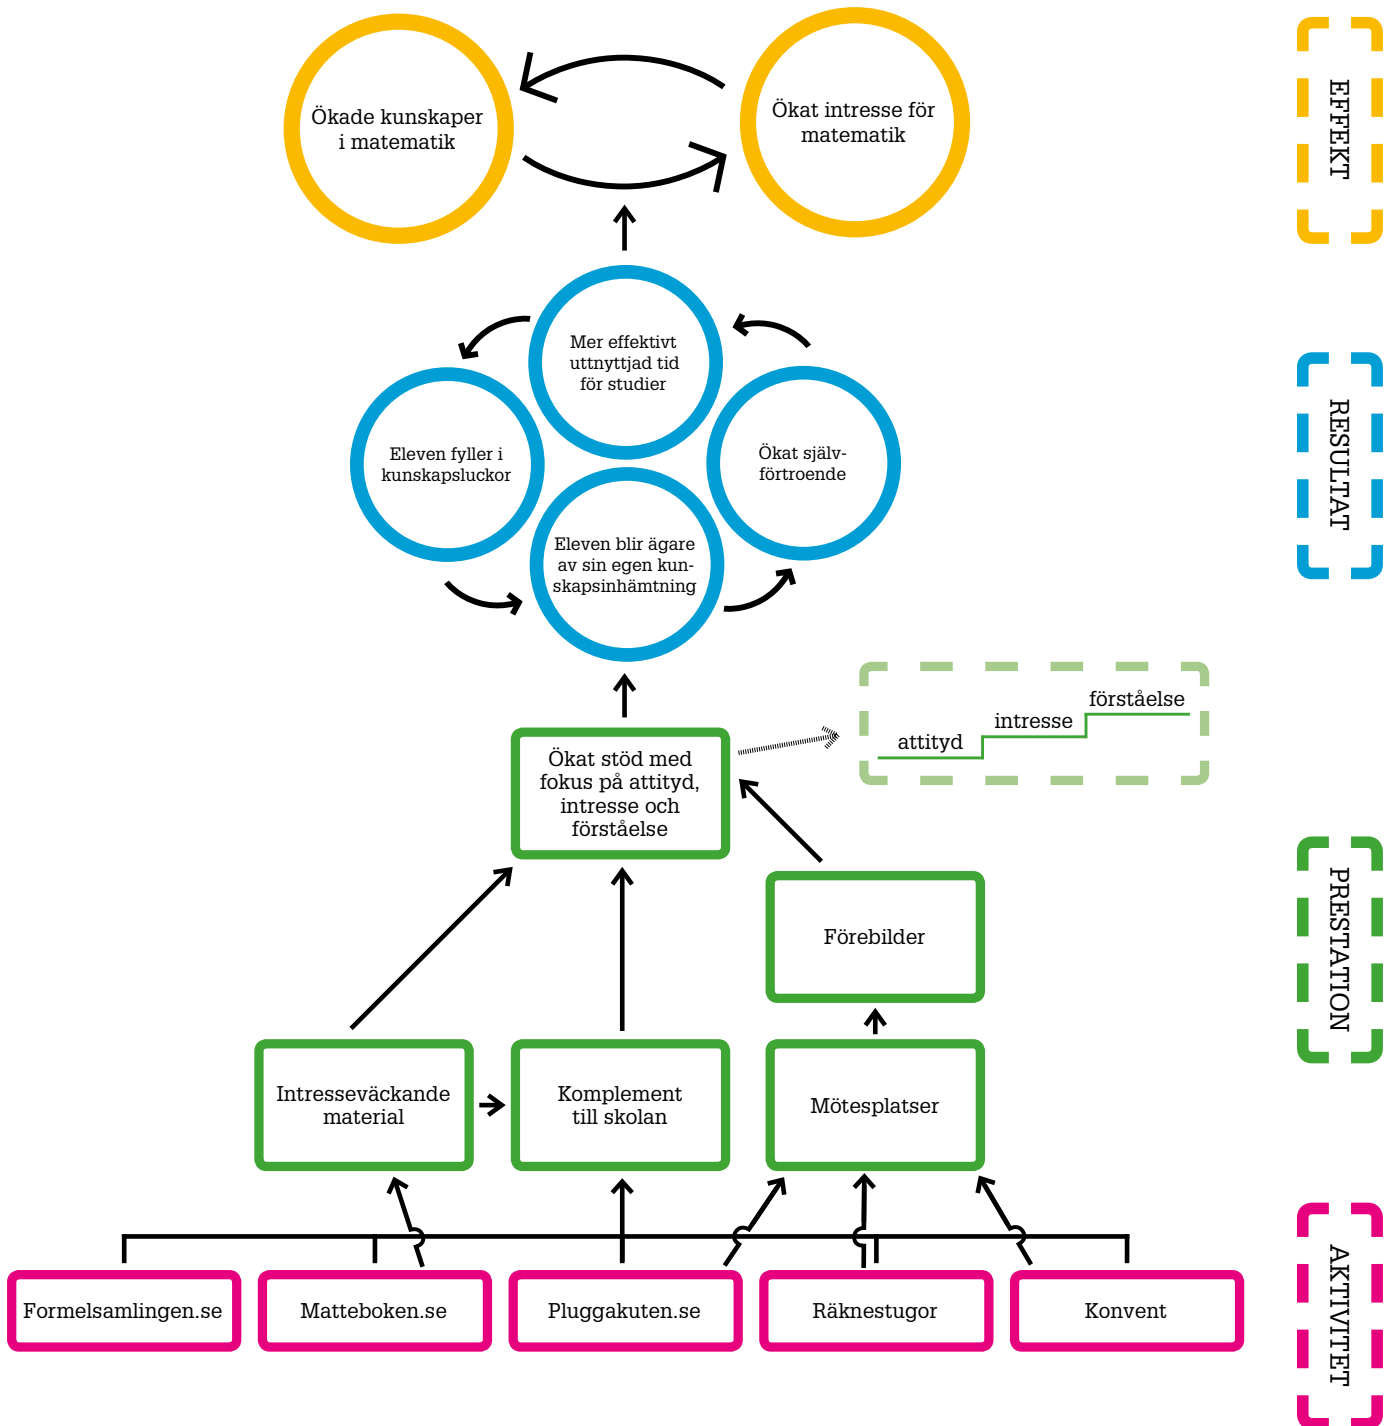 Ökade kunskaper
i matematik
Ökat intresse för
matematik
EFFEKT
Mer effektivt
uttnyttjad tid
för studier
Eleven fyller i
kunskapsluckor
Ökat själv-
förtroende
Eleven blir ägare
av sin egen kun-
skapsinhämtning
RESULTAT
Ökat stöd med
fokus på attityd,
intresse och
förståelse
attityd
intresse
förståelse
Förebilder
Intresseväckande
material
Komplement
till skolan
Mötesplatser
PRESTATION
Formelsamlingen.se
Matteboken.se
Pluggakuten.se
Räknestugor
Konvent
AKTIVITET